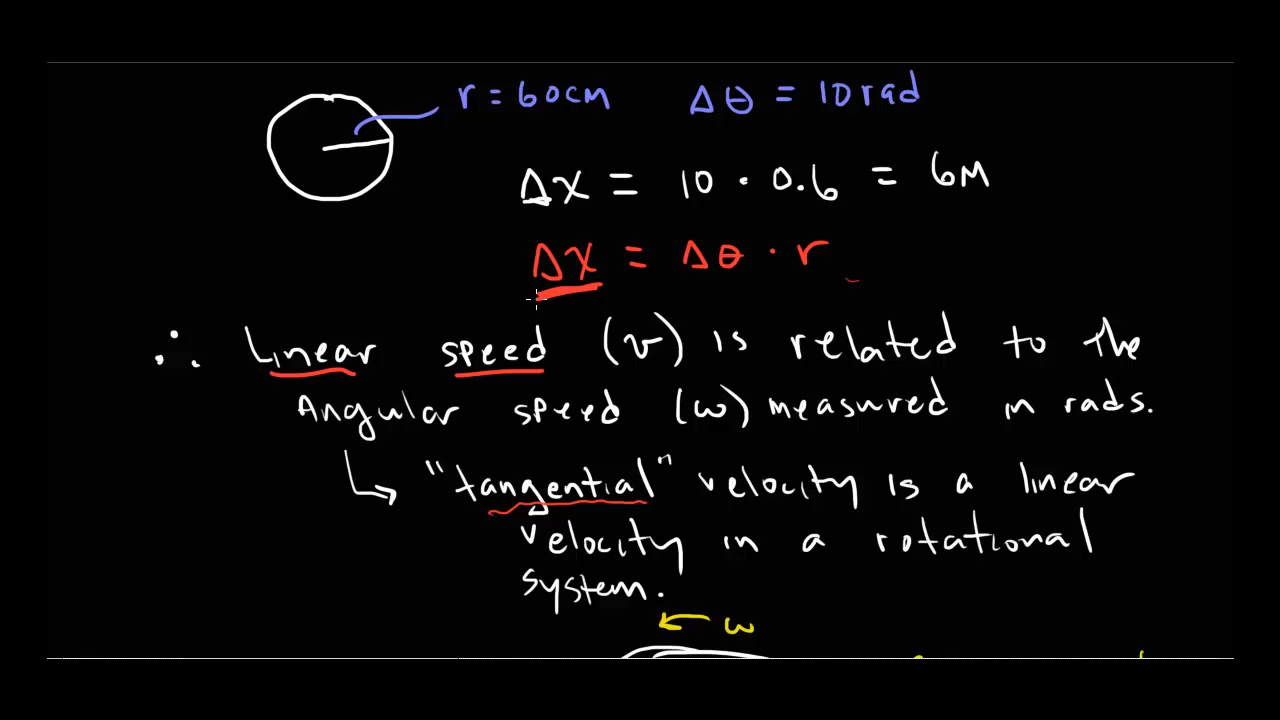 r = 60cm Δθ = 10rad
Δx = 10 · 0.6 = 6M
Δx = Δθ · r
∴ Linear speed (v) is related to the
Angular speed (ω) measured in rads.
↳ "tangential" velocity is a linear
velocity in a rotational
system.
← ω